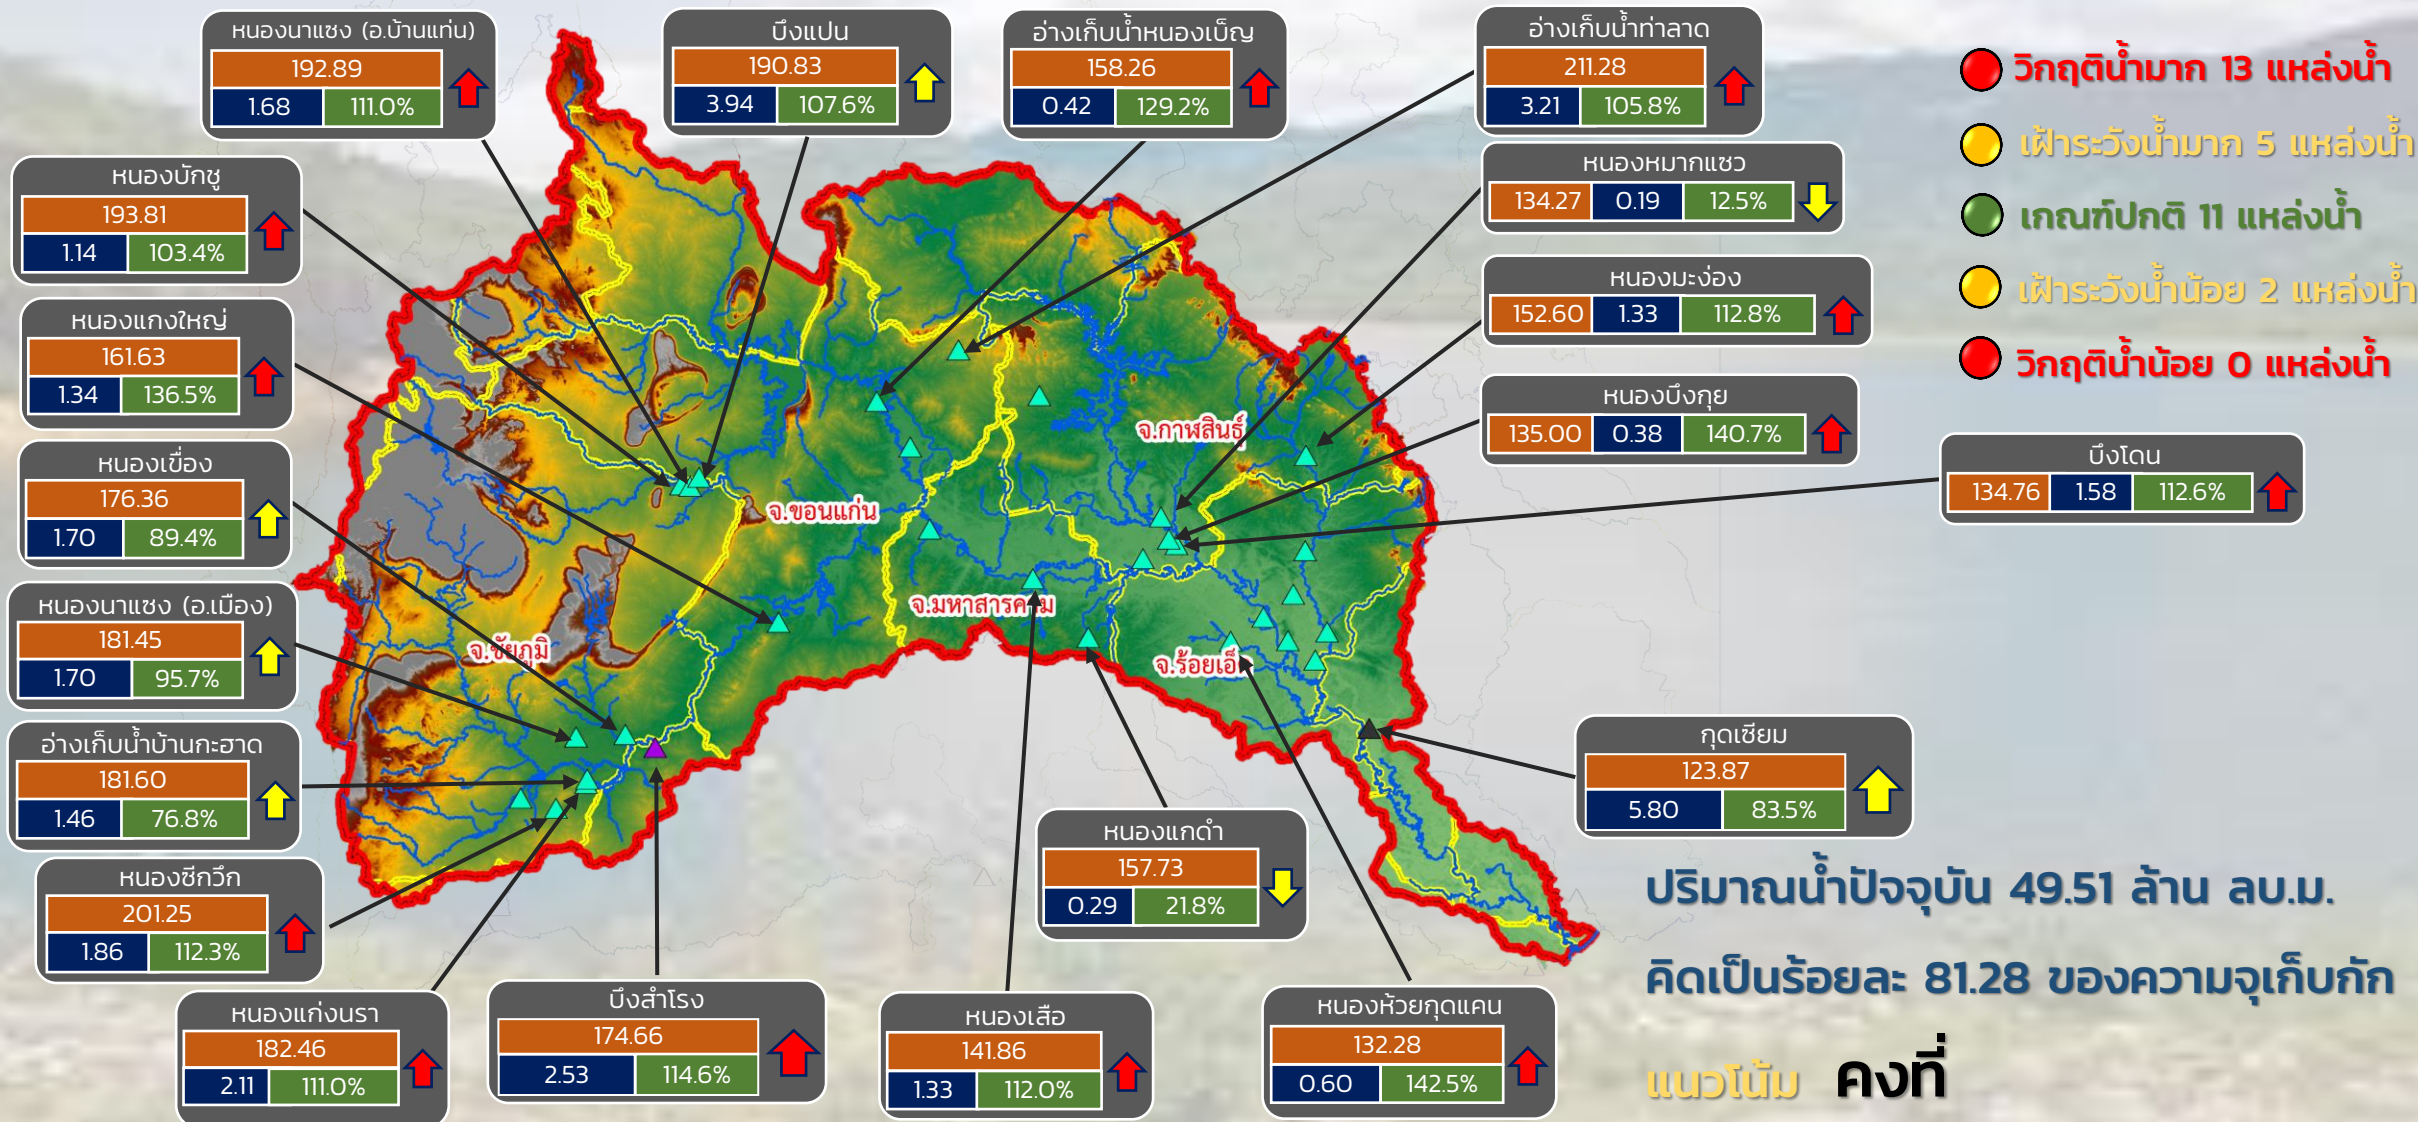 หนองนาแซง (อ.บ้านแท่น)
192.89
1.68 111.0%
บึงแปน
190.83
3.94 107.6%
อ่างเก็บน้ำหนองเบ็ญ
158.26
0.42 129.2%
อ่างเก็บน้ำท่าลาด
211.28
3.21 105.8%
วิกฤติน้ำมาก 13 แหล่งน้ำ
เฝ้าระวังน้ำมาก 5 แหล่งน้ำ
เกณฑ์ปกติ 11 แหล่งน้ำ
เฝ้าระวังน้ำน้อย 2 แหล่งน้ำ
วิกฤติน้ำน้อย 0 แหล่งน้ำ
หนองหมากแซว
134.27 0.19 12.5%
หนองมะง่อง
152.60 1.33 112.8%
หนองบึงกุย
135.00 0.38 140.7%
บึงโดน
134.76 1.58 112.6%
หนองบักชู
193.81
1.14 103.4%
หนองแกงใหญ่
161.63
1.34 136.5%
หนองเขื่อง
176.36
1.70 89.4%
หนองนาแซง (อ.เมือง)
181.45
1.70 95.7%
อ่างเก็บน้ำบ้านกะฮาด
181.60
1.46 76.8%
หนองซีกวึก
201.25
1.86 112.3%
หนองแก่งนรา
182.46
2.11 111.0%
บึงสำโรง
174.66
2.53 114.6%
หนองเสือ
141.86
1.33 112.0%
หนองแกดำ
157.73
0.29 21.8%
หนองห้วยกุดแคน
132.28
0.60 142.5%
กุดเชียม
123.87
5.80 83.5%
จ.กาฬสินธุ์
จ.ขอนแก่น
จ.มหาสารคาม
จ.ชัยภูมิ
จ.ร้อยเอ็ด
ปริมาณน้ำปัจจุบัน 49.51 ล้าน ลบ.ม.
คิดเป็นร้อยละ 81.28 ของความจุเก็บกัก
แนวโน้ม คงที่